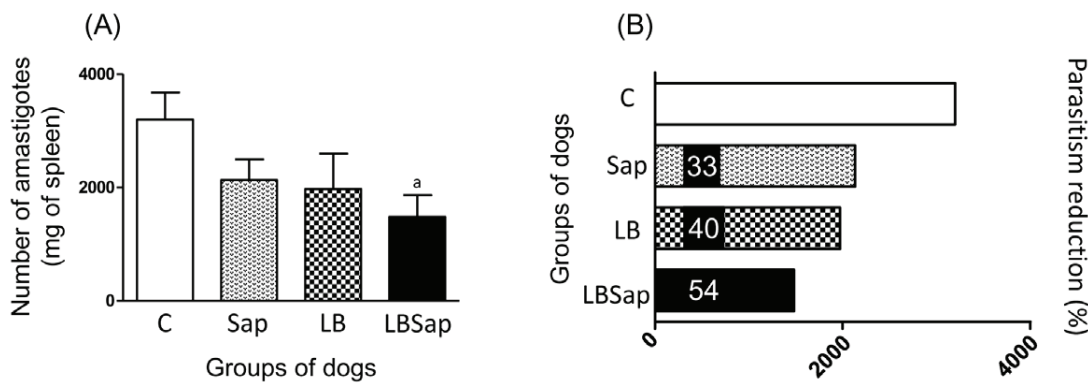 (A)
Number of amastigotes
(mg of spleen)
4000
2000
0
a
C Sap LB LBSap
Groups of dogs
(B)
Groups of dogs
C
Sap
LB
LBSap
33
40
54
0 2000 4000
Parasitism reduction (%)